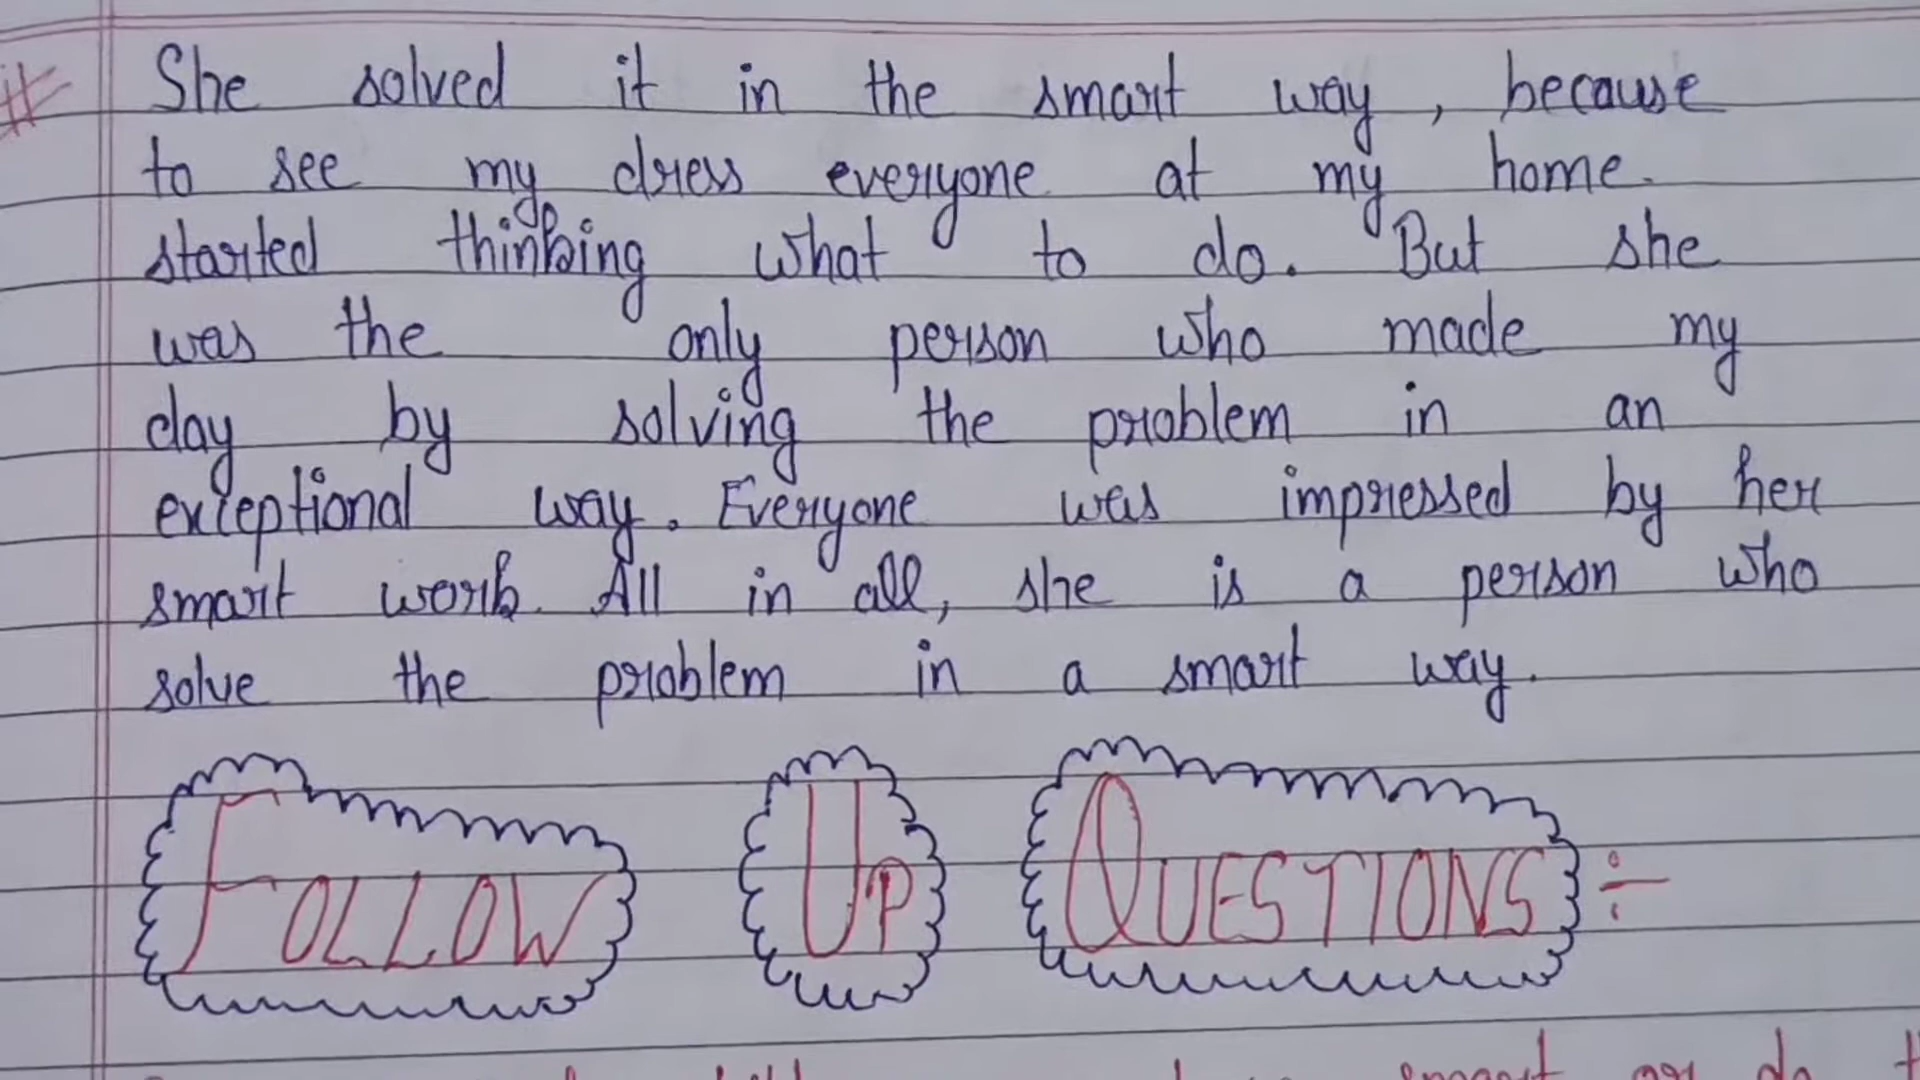 # She solved it in the smart way, because
to see my dress everyone at my home.
started thinking what to do. But she
was the only person who made my
day by solving the problem in an
exceptional way. Everyone was impressed by her
smart work. All in all, she is a person who
solve the problem in a smart way.
FOLLOW UP QUESTIONS ÷
smart or do